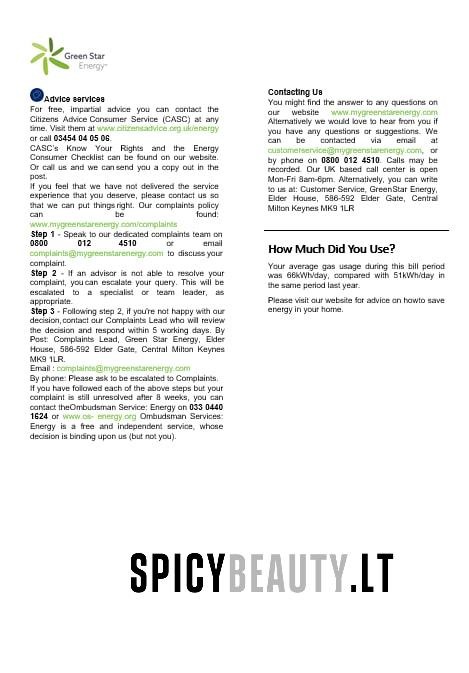 Green Star
Energy
Advice services
For free, impartial advice you can contact the
Citizens Advice Consumer Service (CASC) at any
time. Visit them at www.citizensadvice.org.uk/energy
or call 03454 04 05 06.
CASC's Know Your Rights and the Energy
Consumer Checklist can be found on our website.
Or call us and we can send you a copy out in the
post.
If you feel that we have not delivered the service
experience that you deserve, please contact us so
that we can put things right. Our complaints policy
can be found:
www.mygreenstarenergy.com/complaints
Step 1 - Speak to our dedicated complaints team on
0800 012 4510 or email
complaints@mygreenstarenergy.com to discuss your
complaint.
Step 2 - If an advisor is not able to resolve your
complaint, you can escalate your query. This will be
escalated to a specialist or team leader, as
appropriate.
Step 3 - Following step 2, if you're not happy with our
decision, contact our Complaints Lead who will review
the decision and respond within 5 working days. By
Post: Complaints Lead, Green Star Energy, Elder
House, 586-592 Elder Gate, Central Milton Keynes
MK9 1LR.
Email : complaints@mygreenstarenergy.com
By phone: Please ask to be escalated to Complaints.
If you have followed each of the above steps but your
complaint is still unresolved after 8 weeks, you can
contact theOmbudsman Service: Energy on 033 0440
1624 or www.os- energy.org Ombudsman Services:
Energy is a free and independent service, whose
decision is binding upon us (but not you).
Contacting Us
You might find the answer to any questions on
our website www.mygreenstarenergy.com
Alternatively we would love to hear from you if
you have any questions or suggestions. We
can be contacted via email at
customerservice@mygreenstarenergy.com, or
by phone on 0800 012 4510. Calls may be
recorded. Our UK based call center is open
Mon-Fri 8am-6pm. Alternatively, you can write
to us at: Customer Service, GreenStar Energy,
Elder House, 586-592 Elder Gate, Central
Milton Keynes MK9 1LR
How Much Did You Use?
Your average gas usage during this bill period
was 66kWh/day, compared with 51kWh/day in
the same period last year.
Please visit our website for advice on howto save
energy in your home.
SPICYBEAUTY.LT